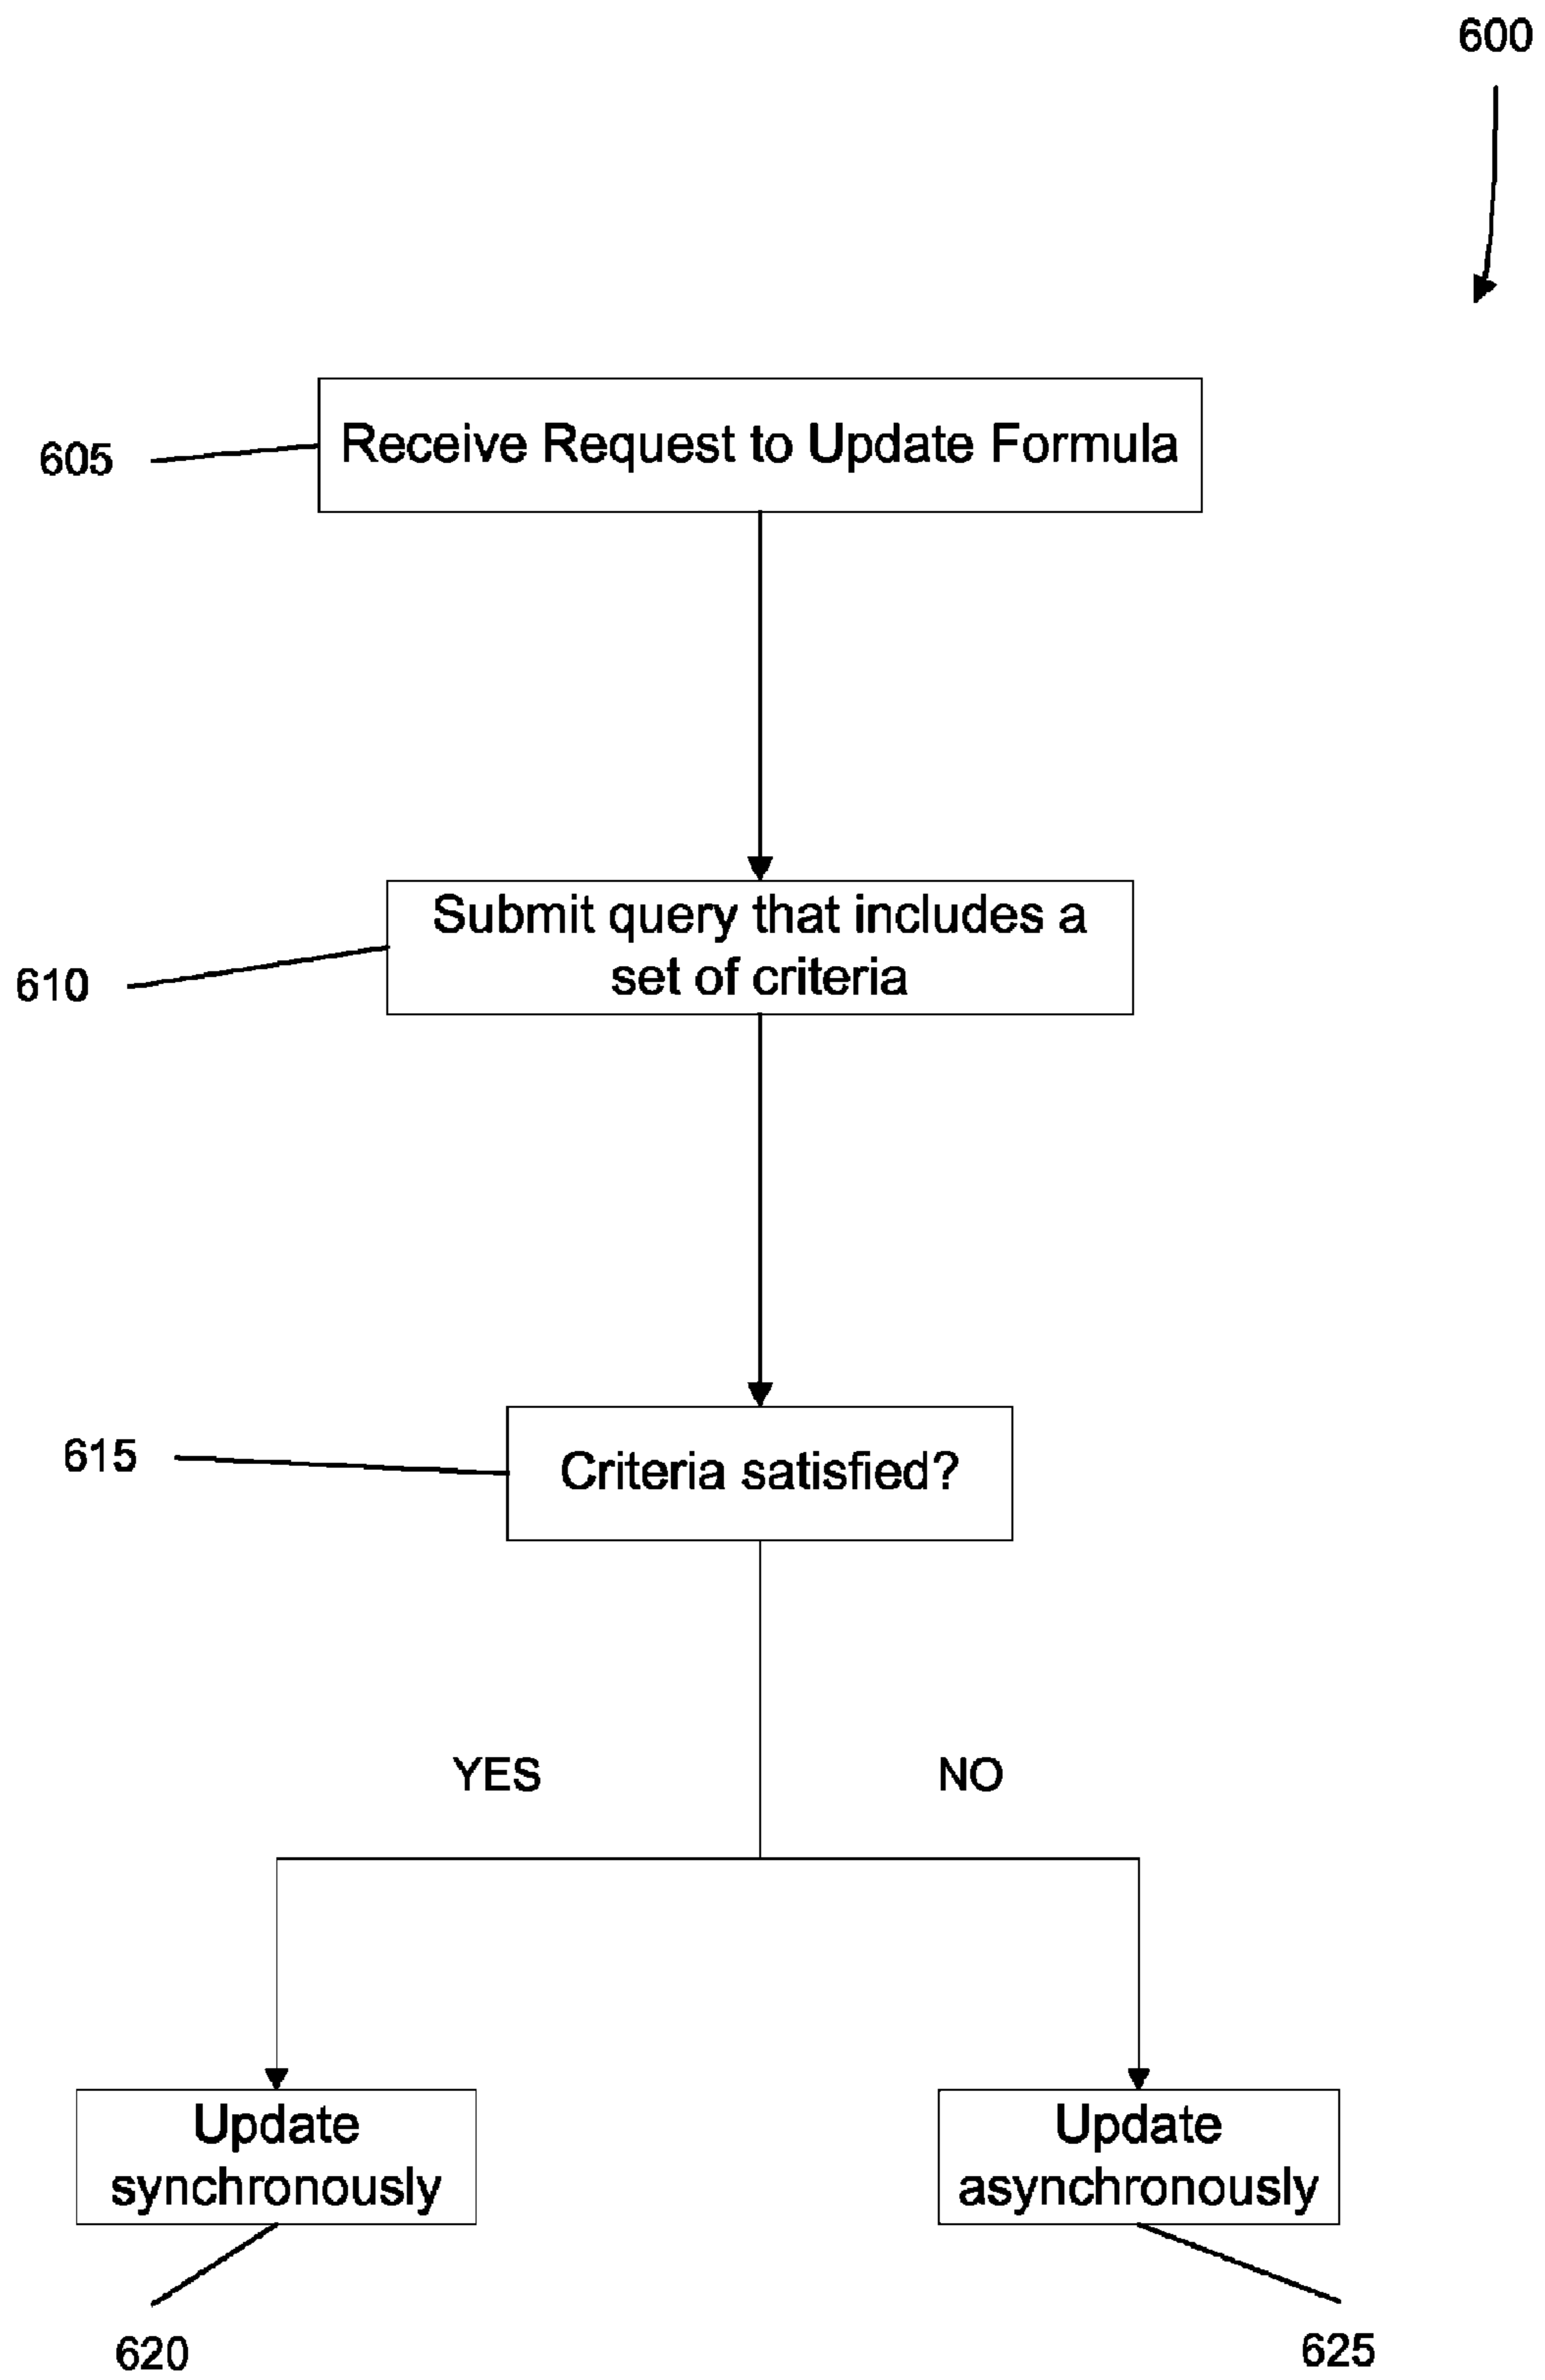 600
605
Receive Request to Update Formula
610
Submit query that includes a
set of criteria
615
Criteria satisfied?
YES
NO
Update
synchronously
Update
asynchronously
620
625